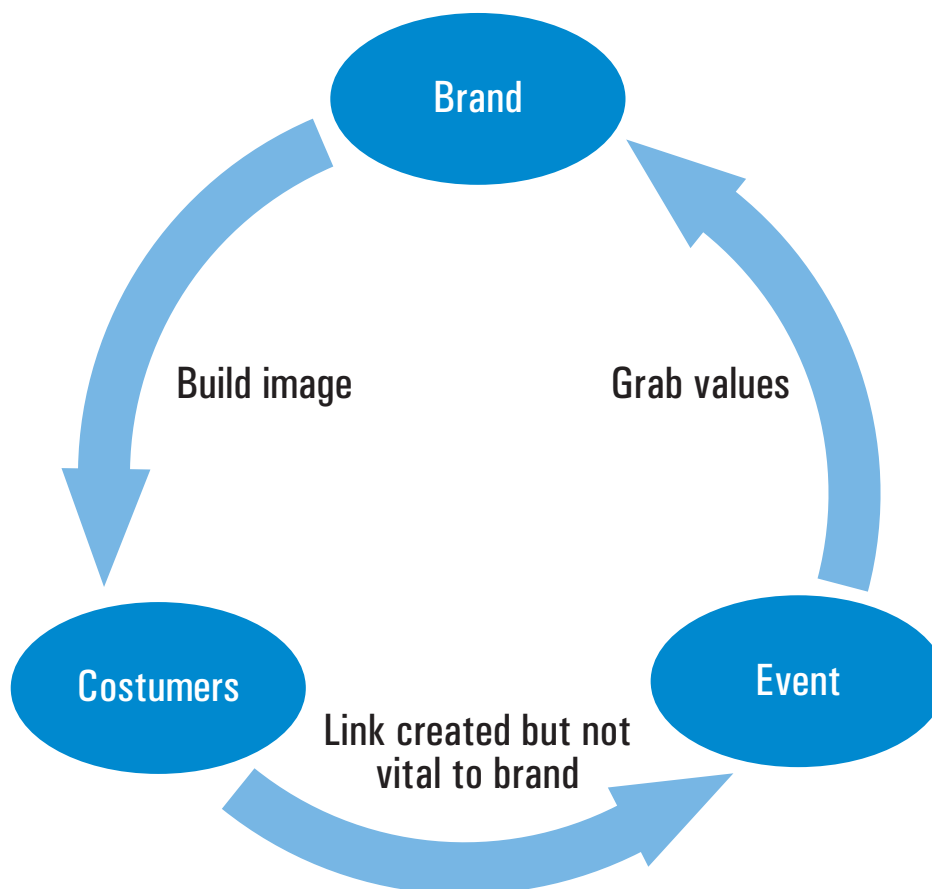 Brand
Build image
Grab values
Costumers
Event
Link created but not
vital to brand